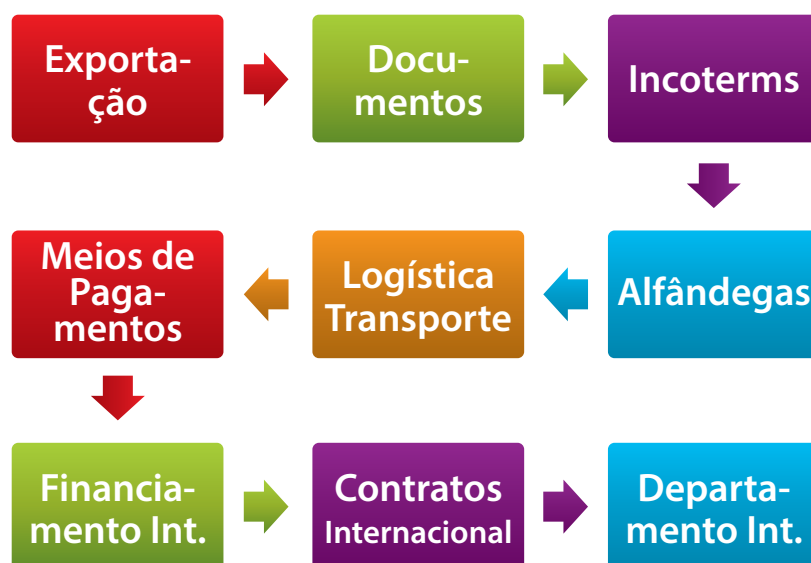 Exporta-
ção
Docu-
mentos
Incoterms
Alfândegas
Logística
Transporte
Meios de
Paga-
mentos
Financia-
mento Int.
Contratos
Internacional
Departa-
mento Int.